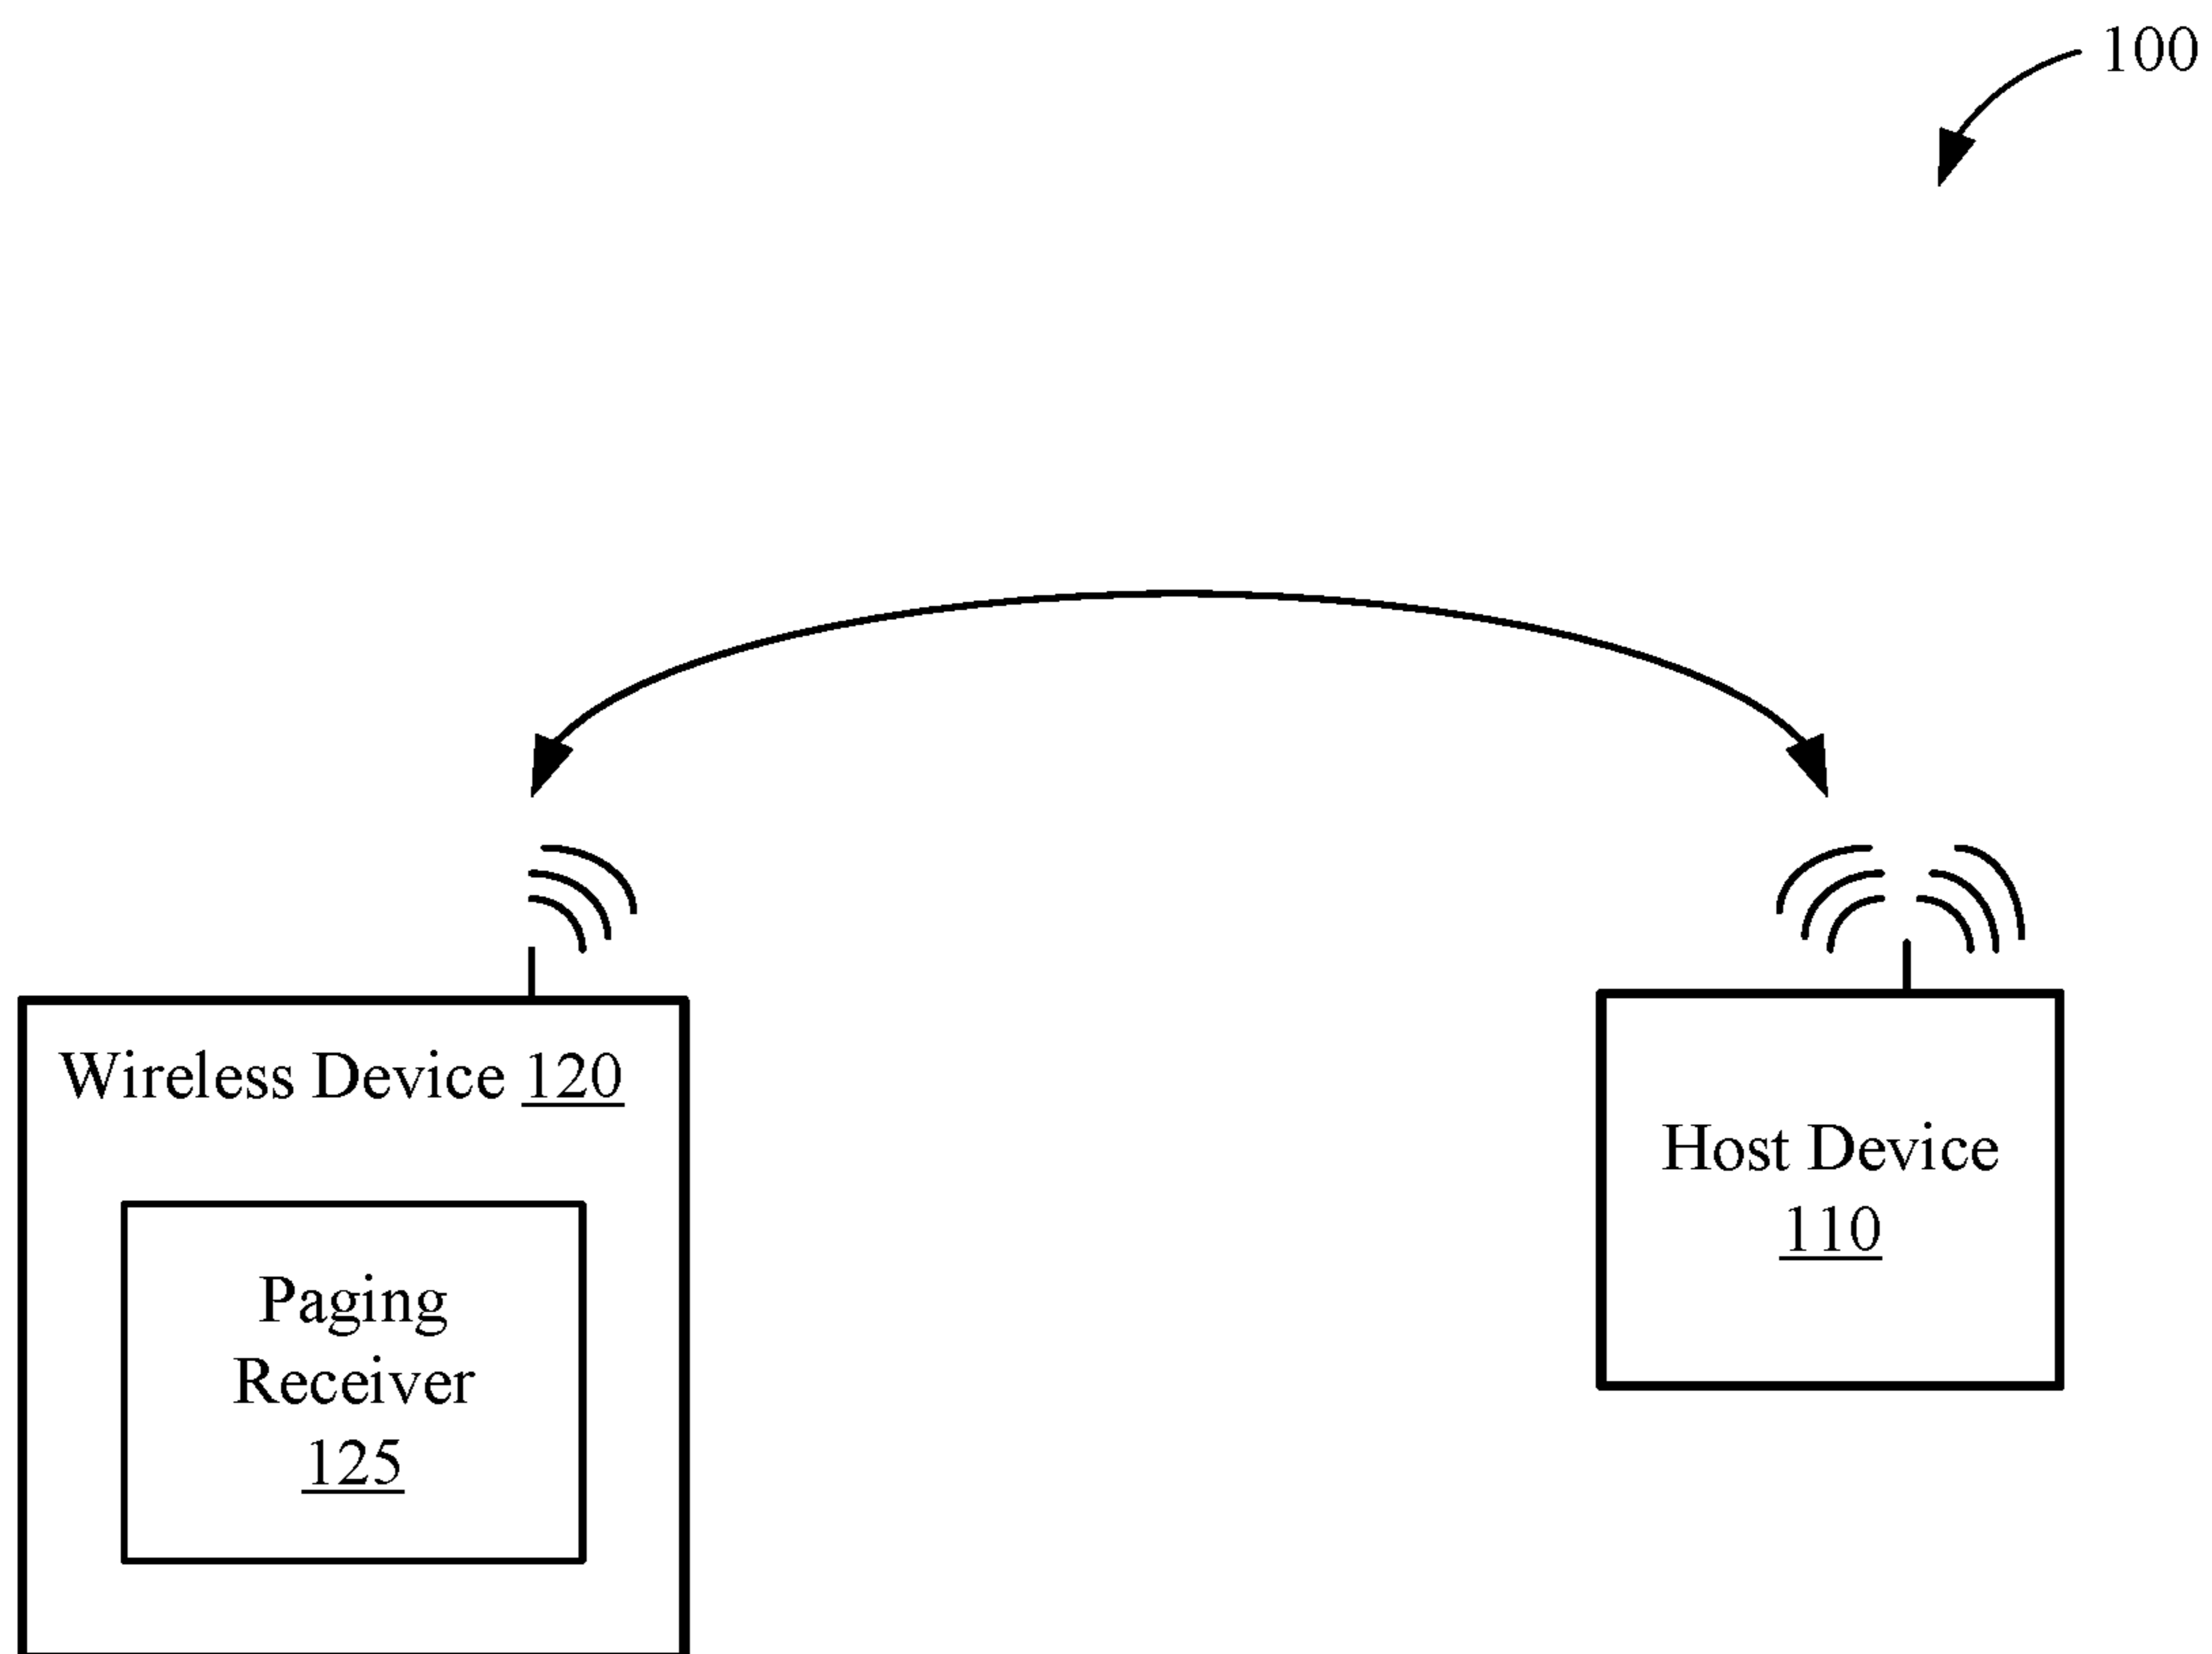 100
Wireless Device 120
Host Device
110
Paging
Receiver
125